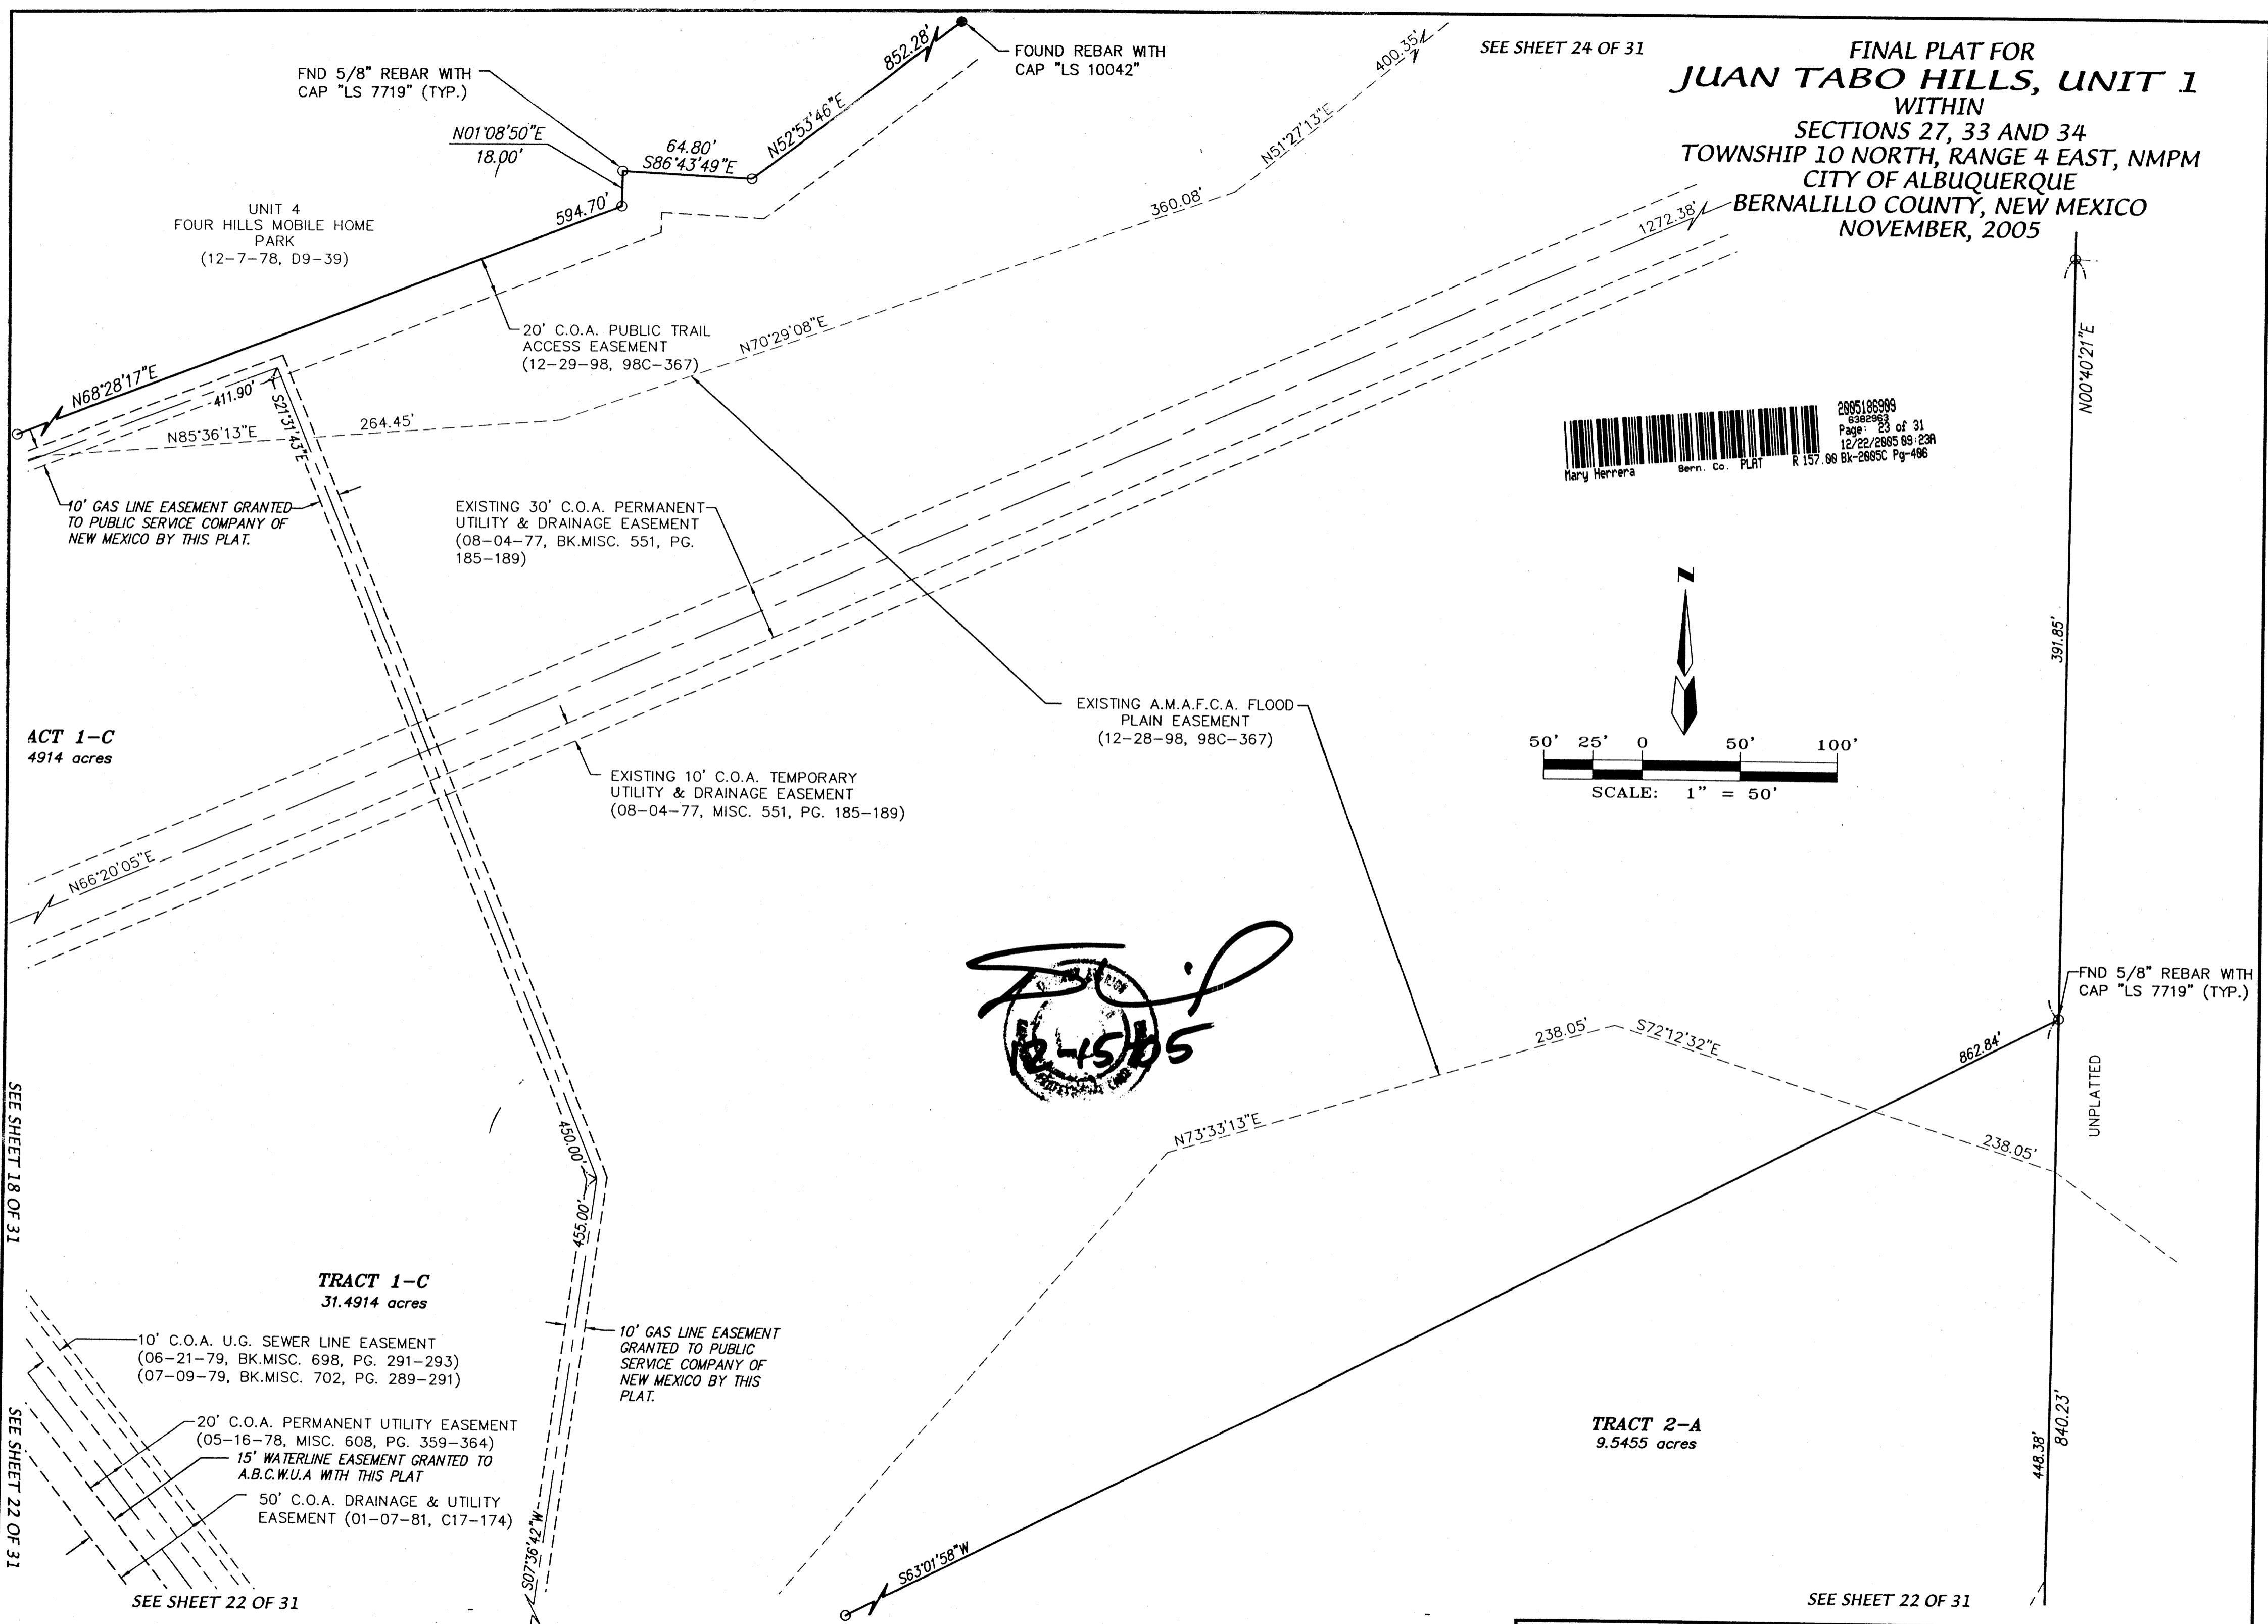 FINAL PLAT FOR
JUAN TABO HILLS, UNIT 1
WITHIN
SECTIONS 27, 33 AND 34
TOWNSHIP 10 NORTH, RANGE 4 EAST, NMPM
CITY OF ALBUQUERQUE
BERNALILLO COUNTY, NEW MEXICO
NOVEMBER, 2005
SEE SHEET 24 OF 31
FND 5/8" REBAR WITH
CAP "LS 7719" (TYP.)
FOUND REBAR WITH
CAP "LS 10042"
852.28'
N52°53'46"E
400.35'
N51°27'13"E
N01°08'50"E
18.00'
64.80'
S86°43'49"E
594.70'
360.08'
1272.38'
UNIT 4
FOUR HILLS MOBILE HOME
PARK
(12-7-78, D9-39)
20' C.O.A. PUBLIC TRAIL
ACCESS EASEMENT
(12-29-98, 98C-367)
N70°29'08"E
N68°28'17"E
411.90'
S21°31'43"E
N85°36'13"E
264.45'
N00°40'21"E
2005186909
6382963
Page: 23 of 31
12/22/2005 09:23A
Mary Herrera Bern. Co. PLAT R 157.00 Bk-2005C Pg-406
10' GAS LINE EASEMENT GRANTED
TO PUBLIC SERVICE COMPANY OF
NEW MEXICO BY THIS PLAT.
EXISTING 30' C.O.A. PERMANENT
UTILITY & DRAINAGE EASEMENT
(08-04-77, BK.MISC. 551, PG.
185-189)
N
391.85'
EXISTING A.M.A.F.C.A. FLOOD
PLAIN EASEMENT
(12-28-98, 98C-367)
50' 25' 0 50' 100'
SCALE: 1" = 50'
ACT 1-C
4914 acres
EXISTING 10' C.O.A. TEMPORARY
UTILITY & DRAINAGE EASEMENT
(08-04-77, MISC. 551, PG. 185-189)
N66°20'05"E
12-15-05
FND 5/8" REBAR WITH
CAP "LS 7719" (TYP.)
238.05'
S72°12'32"E
862.84'
UNPLATTED
N73°33'13"E
238.05'
450.00'
455.00'
SEE SHEET 18 OF 31
TRACT 1-C
31.4914 acres
10' C.O.A. U.G. SEWER LINE EASEMENT
(06-21-79, BK.MISC. 698, PG. 291-293)
(07-09-79, BK.MISC. 702, PG. 289-291)
10' GAS LINE EASEMENT
GRANTED TO PUBLIC
SERVICE COMPANY OF
NEW MEXICO BY THIS
PLAT.
20' C.O.A. PERMANENT UTILITY EASEMENT
(05-16-78, MISC. 608, PG. 359-364)
15' WATERLINE EASEMENT GRANTED TO
A.B.C.W.U.A WITH THIS PLAT
50' C.O.A. DRAINAGE & UTILITY
EASEMENT (01-07-81, C17-174)
TRACT 2-A
9.5455 acres
448.38'
840.23'
SEE SHEET 22 OF 31
S07°36'42"W
S63°01'58"W
SEE SHEET 22 OF 31
SEE SHEET 22 OF 31